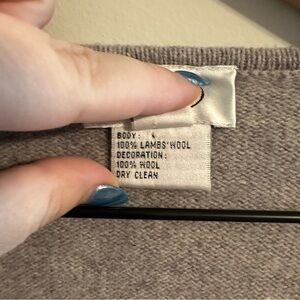 BODY:
100% LAMBS'WOOL
DECORATION:
100% WOOL
DRY CLEAN